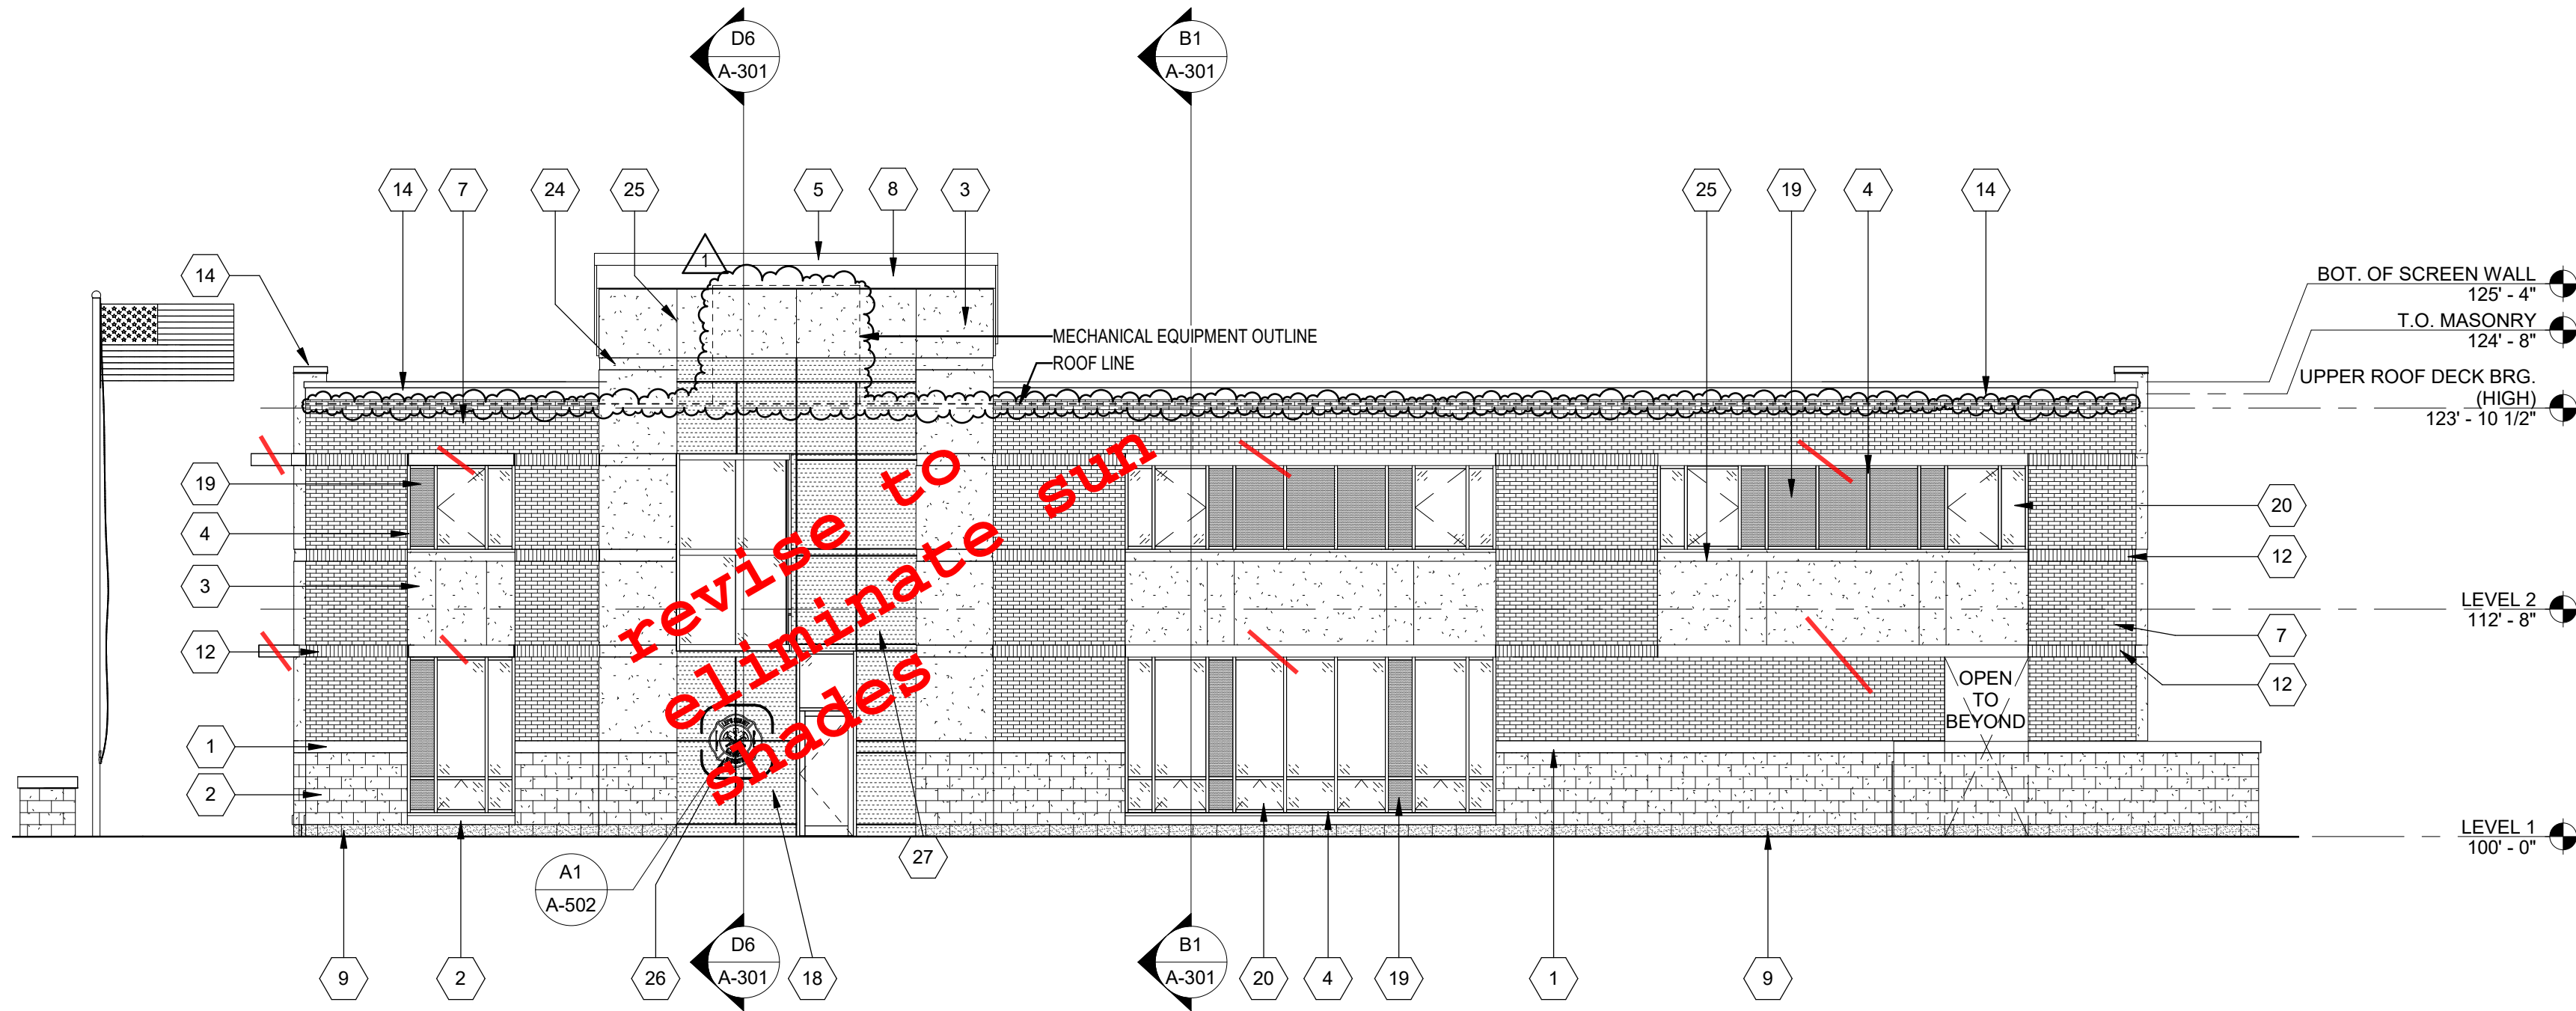 D6
A-301
B1
A-301
14
7
24
25
5
8
3
25
19
4
14
1
14
BOT. OF SCREEN WALL
125' - 4"
T.O. MASONRY
124' - 8"
MECHANICAL EQUIPMENT OUTLINE
ROOF LINE
UPPER ROOF DECK BRG.
(HIGH)
123' - 10 1/2"
revise to
eliminate sun
shades
19
4
3
12
1
2
20
12
LEVEL 2
112' - 8"
7
12
OPEN
TO
BEYOND
LEVEL 1
100' - 0"
27
A1
A-502
9
2
26
D6
A-301
18
B1
A-301
20
4
19
1
9